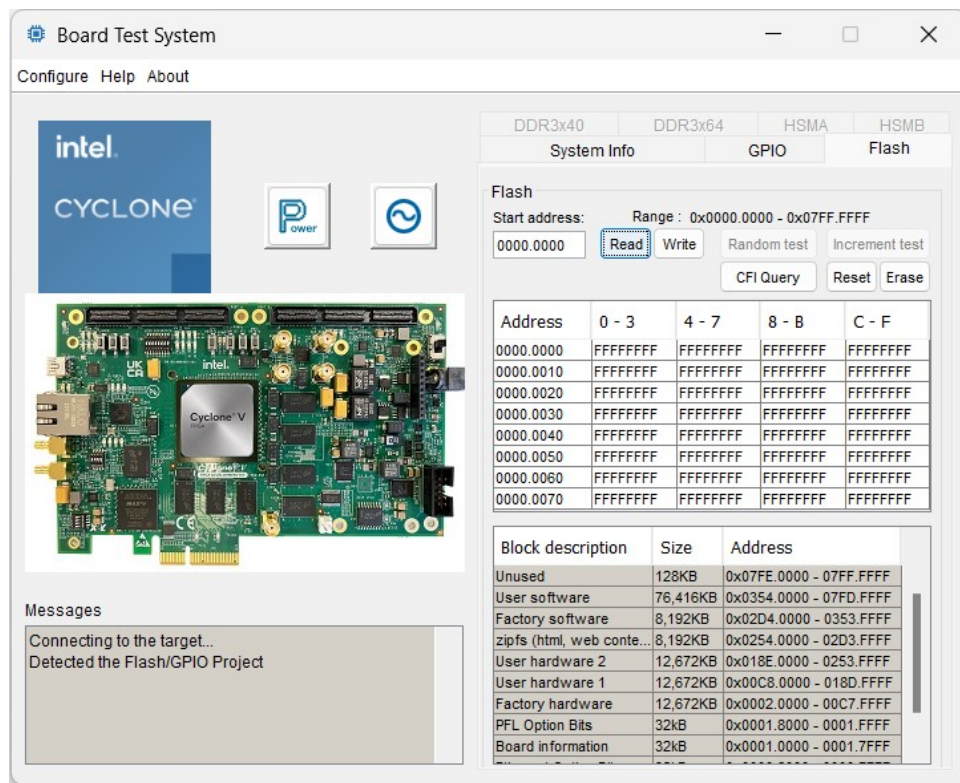 Board Test System
Configure Help About
intel.
CYCLONE
Power
intel.
Cyclone® V
Messages
Connecting to the target...
Detected the Flash/GPIO Project
DDR3x40 DDR3x64 HSMA HSMB
System Info GPIO Flash
Flash
Start address: Range : 0x0000.0000 - 0x07FF.FFFF
0000.0000 Read Write Random test Increment test
CFI Query Reset Erase
Address 0 - 3 4 - 7 8 - B C - F
0000.0000 FFFFFFFF FFFFFFFF FFFFFFFF FFFFFFFF
0000.0010 FFFFFFFF FFFFFFFF FFFFFFFF FFFFFFFF
0000.0020 FFFFFFFF FFFFFFFF FFFFFFFF FFFFFFFF
0000.0030 FFFFFFFF FFFFFFFF FFFFFFFF FFFFFFFF
0000.0040 FFFFFFFF FFFFFFFF FFFFFFFF FFFFFFFF
0000.0050 FFFFFFFF FFFFFFFF FFFFFFFF FFFFFFFF
0000.0060 FFFFFFFF FFFFFFFF FFFFFFFF FFFFFFFF
0000.0070 FFFFFFFF FFFFFFFF FFFFFFFF FFFFFFFF
Block description Size Address
Unused 128KB 0x07FE.0000 - 07FF.FFFF
User software 76,416KB 0x0354.0000 - 07FD.FFFF
Factory software 8,192KB 0x02D4.0000 - 0353.FFFF
zipfs (html, web conte... 8,192KB 0x0254.0000 - 02D3.FFFF
User hardware 2 12,672KB 0x018E.0000 - 0253.FFFF
User hardware 1 12,672KB 0x00C8.0000 - 018D.FFFF
Factory hardware 12,672KB 0x0002.0000 - 00C7.FFFF
PFL Option Bits 32kB 0x0001.8000 - 0001.FFFF
Board information 32kB 0x0001.0000 - 0001.7FFF